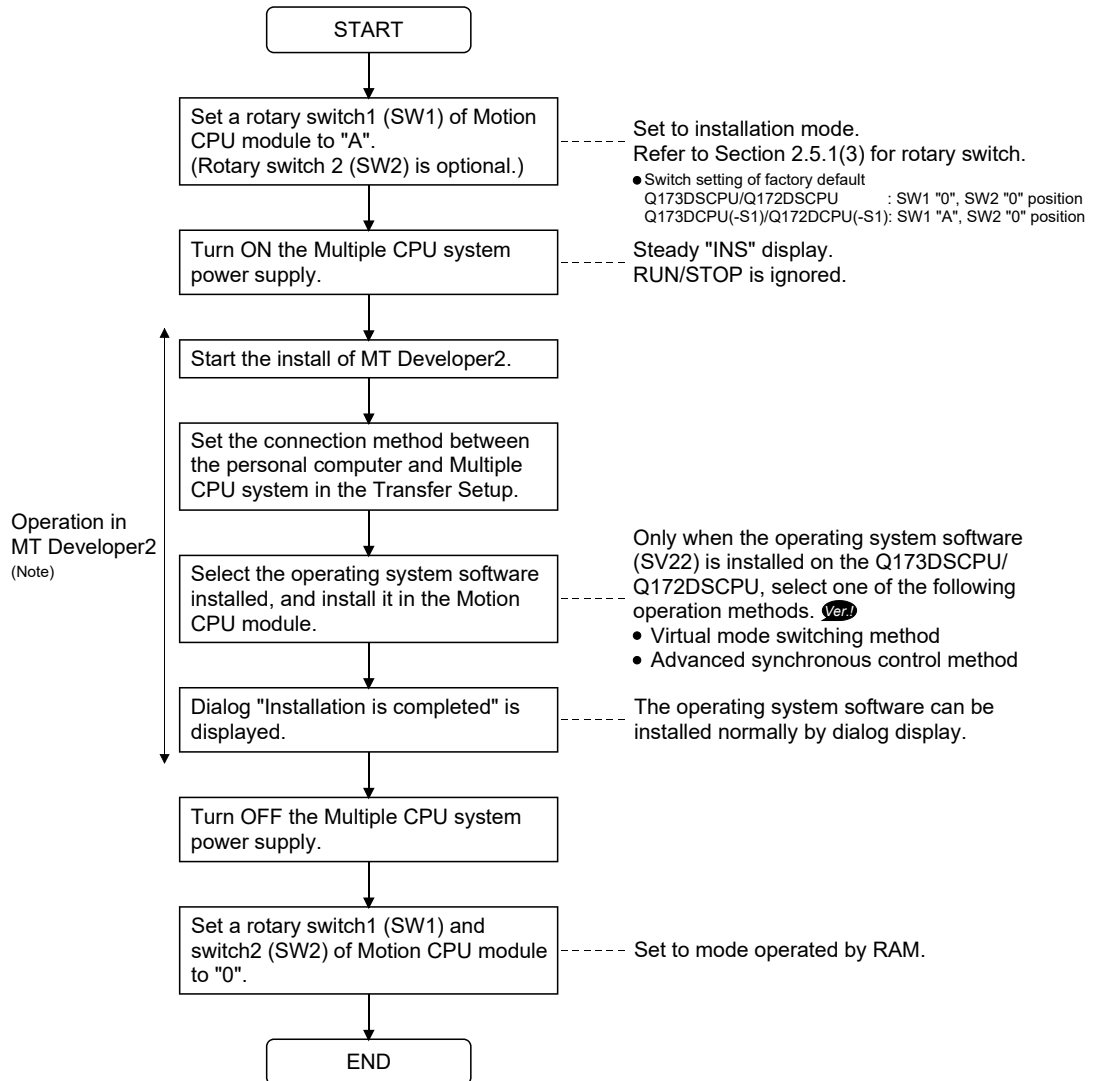 START
Set a rotary switch1 (SW1) of Motion
CPU module to "A".
(Rotary switch 2 (SW2) is optional.)
Set to installation mode.
Refer to Section 2.5.1(3) for rotary switch.
● Switch setting of factory default
Q173DSCPU/Q172DSCPU : SW1 "0", SW2 "0" position
Q173DCPU(-S1)/Q172DCPU(-S1): SW1 "A", SW2 "0" position
Turn ON the Multiple CPU system
power supply.
Steady "INS" display.
RUN/STOP is ignored.
Start the install of MT Developer2.
Set the connection method between
the personal computer and Multiple
CPU system in the Transfer Setup.
Operation in
MT Developer2
(Note)
Select the operating system software
installed, and install it in the Motion
CPU module.
Only when the operating system software
(SV22) is installed on the Q173DSCPU/
Q172DSCPU, select one of the following
operation methods. Ver.!
• Virtual mode switching method
• Advanced synchronous control method
Dialog "Installation is completed" is
displayed.
The operating system software can be
installed normally by dialog display.
Turn OFF the Multiple CPU system
power supply.
Set a rotary switch1 (SW1) and
switch2 (SW2) of Motion CPU module
to "0".
Set to mode operated by RAM.
END